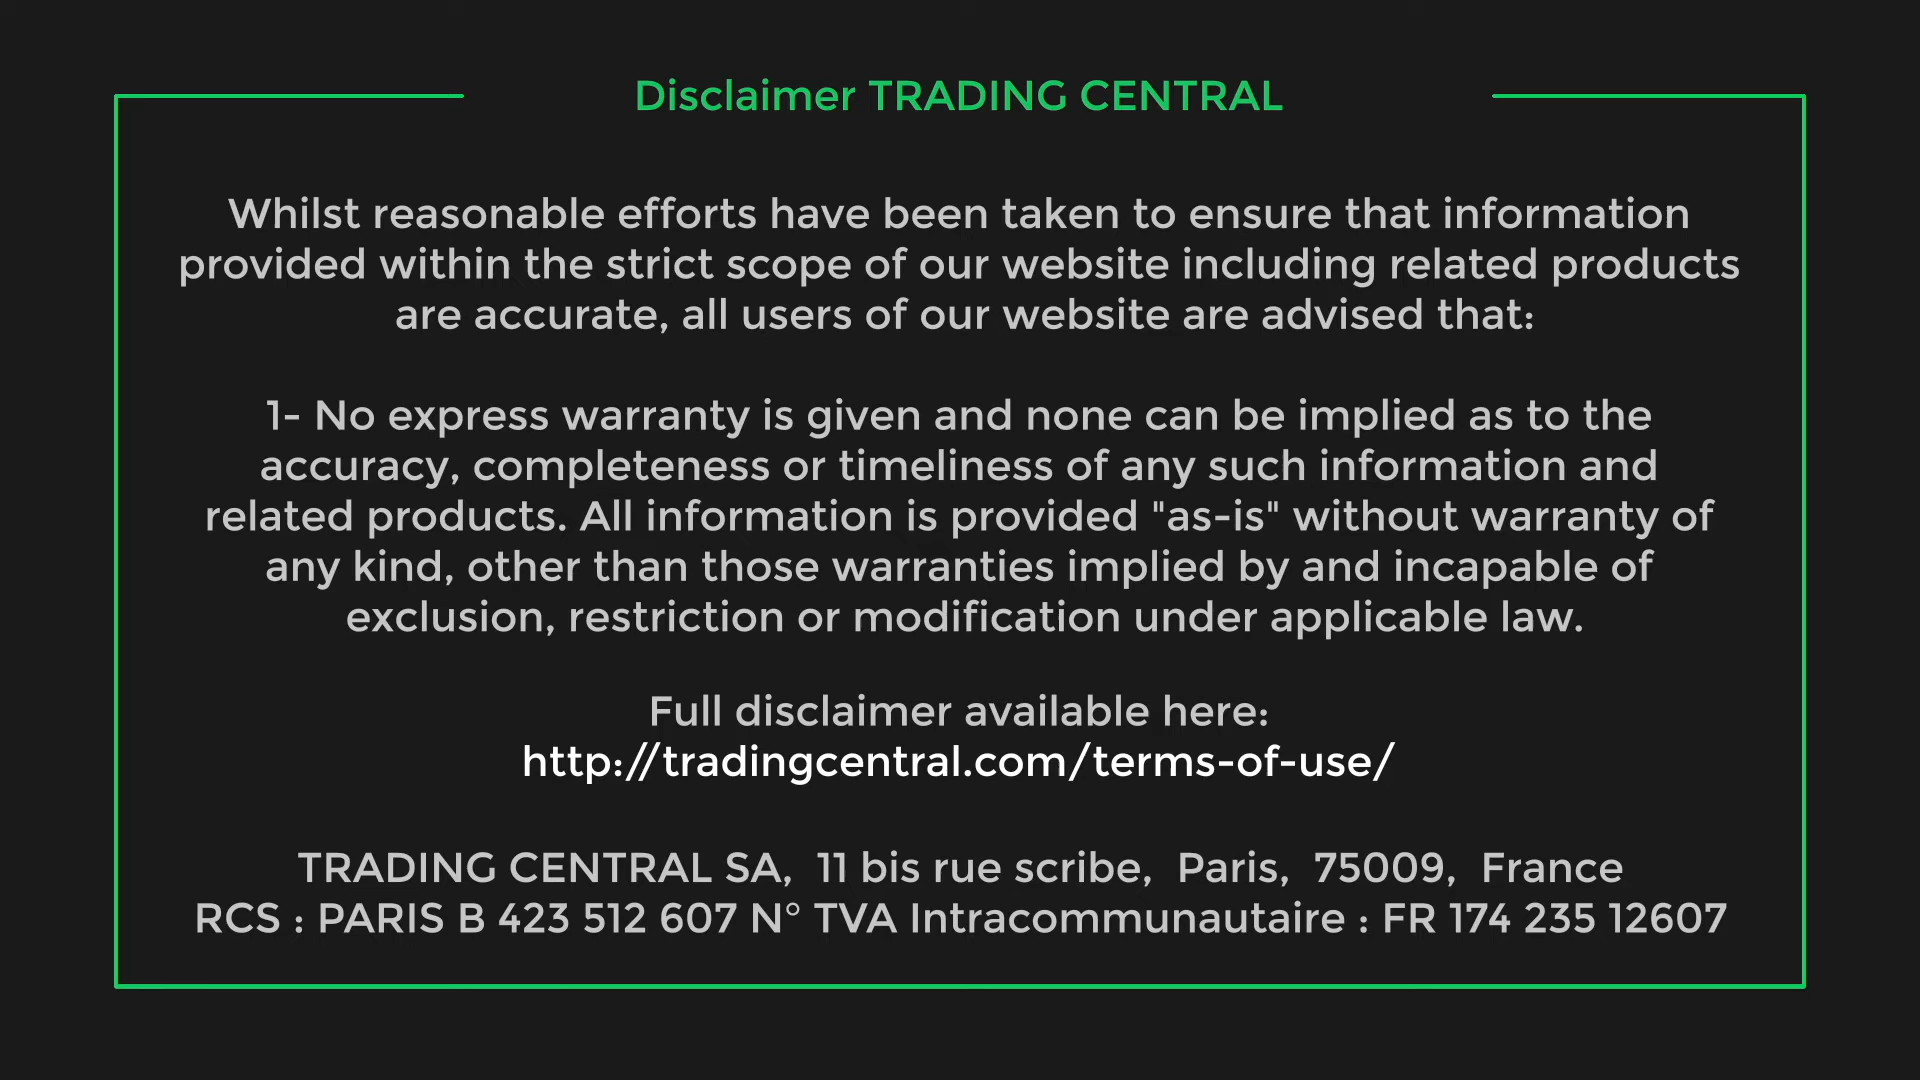 Disclaimer TRADING CENTRAL
Whilst reasonable efforts have been taken to ensure that information
provided within the strict scope of our website including related products
are accurate, all users of our website are advised that:
1- No express warranty is given and none can be implied as to the
accuracy, completeness or timeliness of any such information and
related products. All information is provided "as-is" without warranty of
any kind, other than those warranties implied by and incapable of
exclusion, restriction or modification under applicable law.
Full disclaimer available here:
http://tradingcentral.com/terms-of-use/
TRADING CENTRAL SA,  11 bis rue scribe,  Paris,  75009,  France
RCS : PARIS B 423 512 607 N° TVA Intracommunautaire : FR 174 235 12607